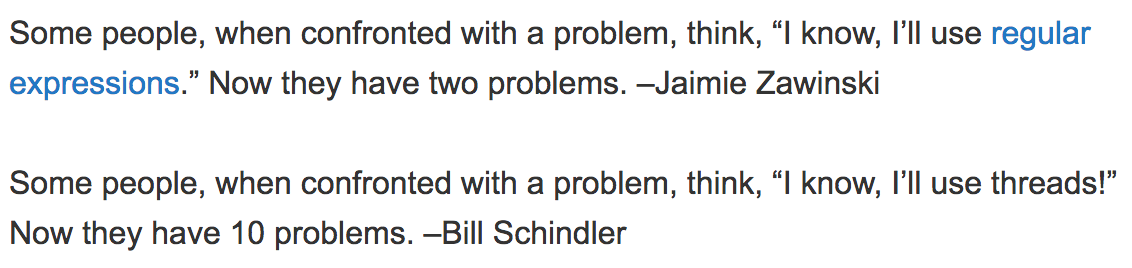 Some people, when confronted with a problem, think, “I know, I’ll use regular
expressions.” Now they have two problems. –Jaimie Zawinski
Some people, when confronted with a problem, think, “I know, I’ll use threads!”
Now they have 10 problems. –Bill Schindler